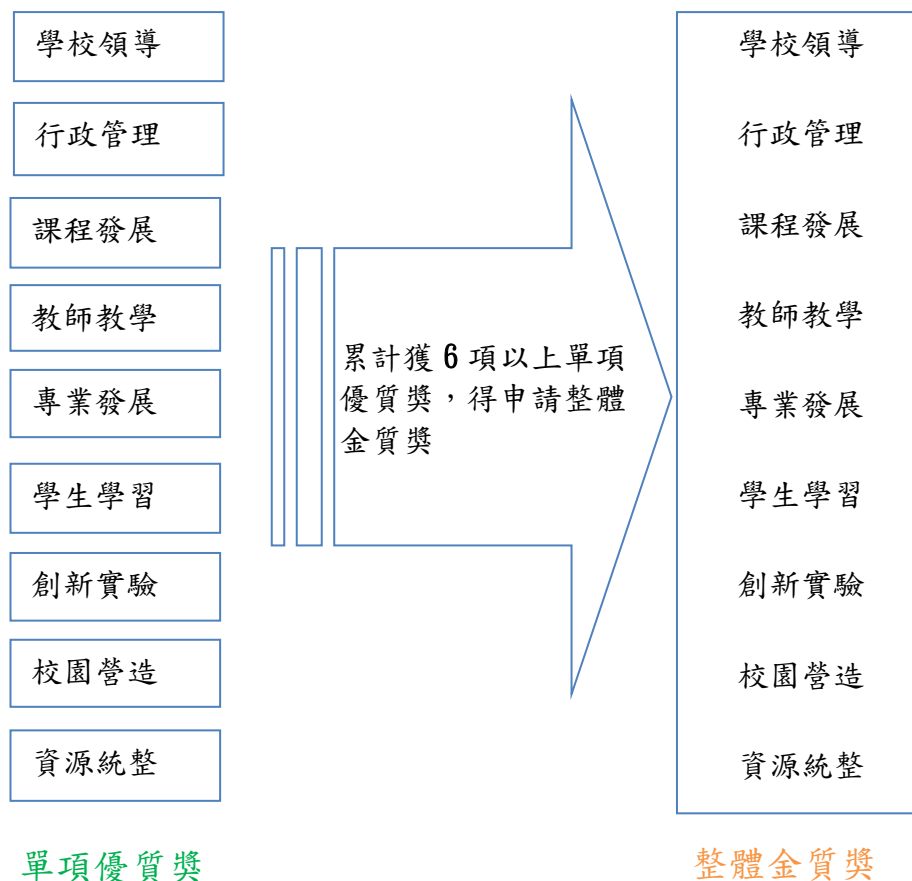 學校領導
行政管理
課程發展
教師教學
專業發展
學生學習
創新實驗
校園營造
資源統整
單項優質獎
累計獲 6 項以上單項
優質獎，得申請整體
金質獎
學校領導
行政管理
課程發展
教師教學
專業發展
學生學習
創新實驗
校園營造
資源統整
整體金質獎